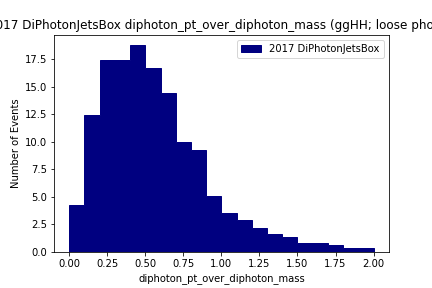 017 DiPhotonJetsBox diphoton_pt_over_diphoton_mass (ggHH; loose pho
2017 DiPhotonJetsBox
17.5
15.0
12.5
10.0
7.5
5.0
2.5
0.0
Number of Events
0.00 0.25 0.50 0.75 1.00 1.25 1.50 1.75 2.00
diphoton_pt_over_diphoton_mass